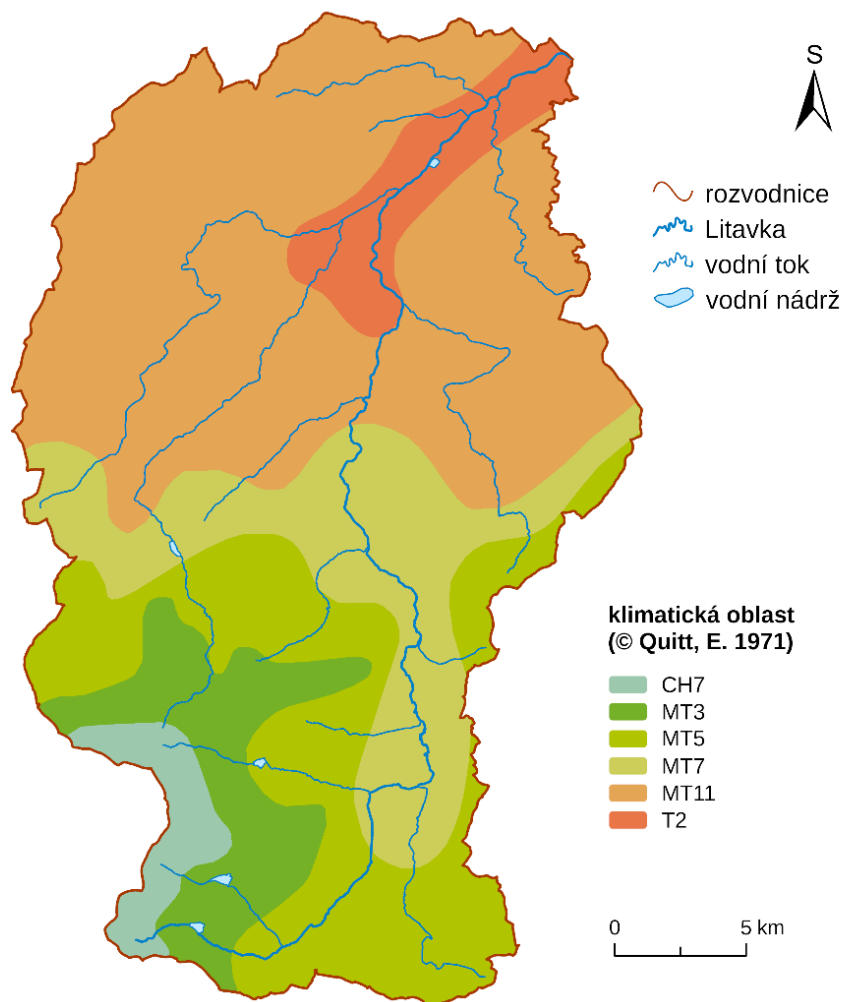 S
rozvodnice
Litavka
vodní tok
vodní nádrž
klimatická oblast
(© Quitt, E. 1971)
CH7
MT3
MT5
MT7
MT11
T2
0 5 km